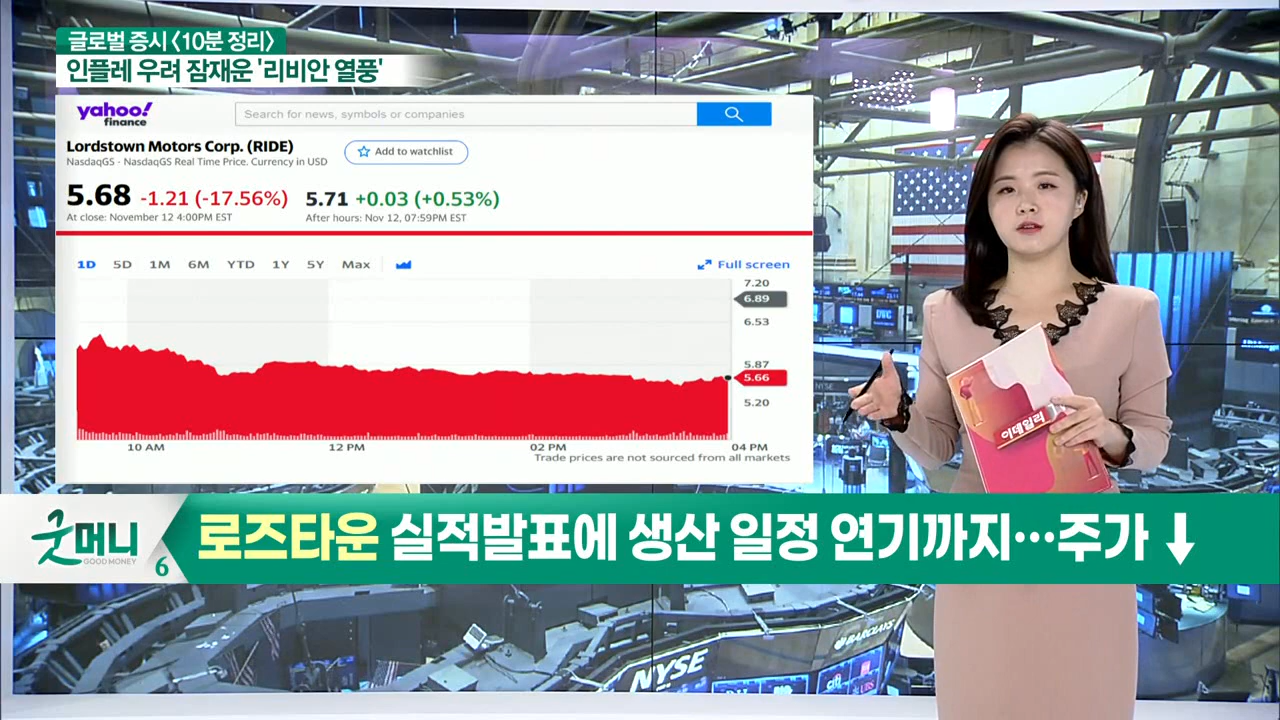 글로벌 증시 <10분 정리>
인플레 우려 잠재운 '리비안 열풍'
yahoo!
finance
Search for news, symbols or companies
Lordstown Motors Corp. (RIDE)
NasdaqGS - NasdaqGS Real Time Price. Currency in USD
Add to watchlist
5.68 -1.21 (-17.56%)
At close: November 12 4:00PM EST
5.71 +0.03 (+0.53%)
After hours: Nov 12, 07:59PM EST
1D 5D 1M 6M YTD 1Y 5Y Max
Full screen
7.20
6.89
6.53
5.87
5.66
5.20
10 AM 12 PM 02 PM 04 PM
Trade prices are not sourced from all markets
이데일리
굿머니
GOOD MONEY
6
로즈타운 실적발표에 생산 일정 연기까지…주가 ↓
NYSE
BARCLAYS
citi
UBS